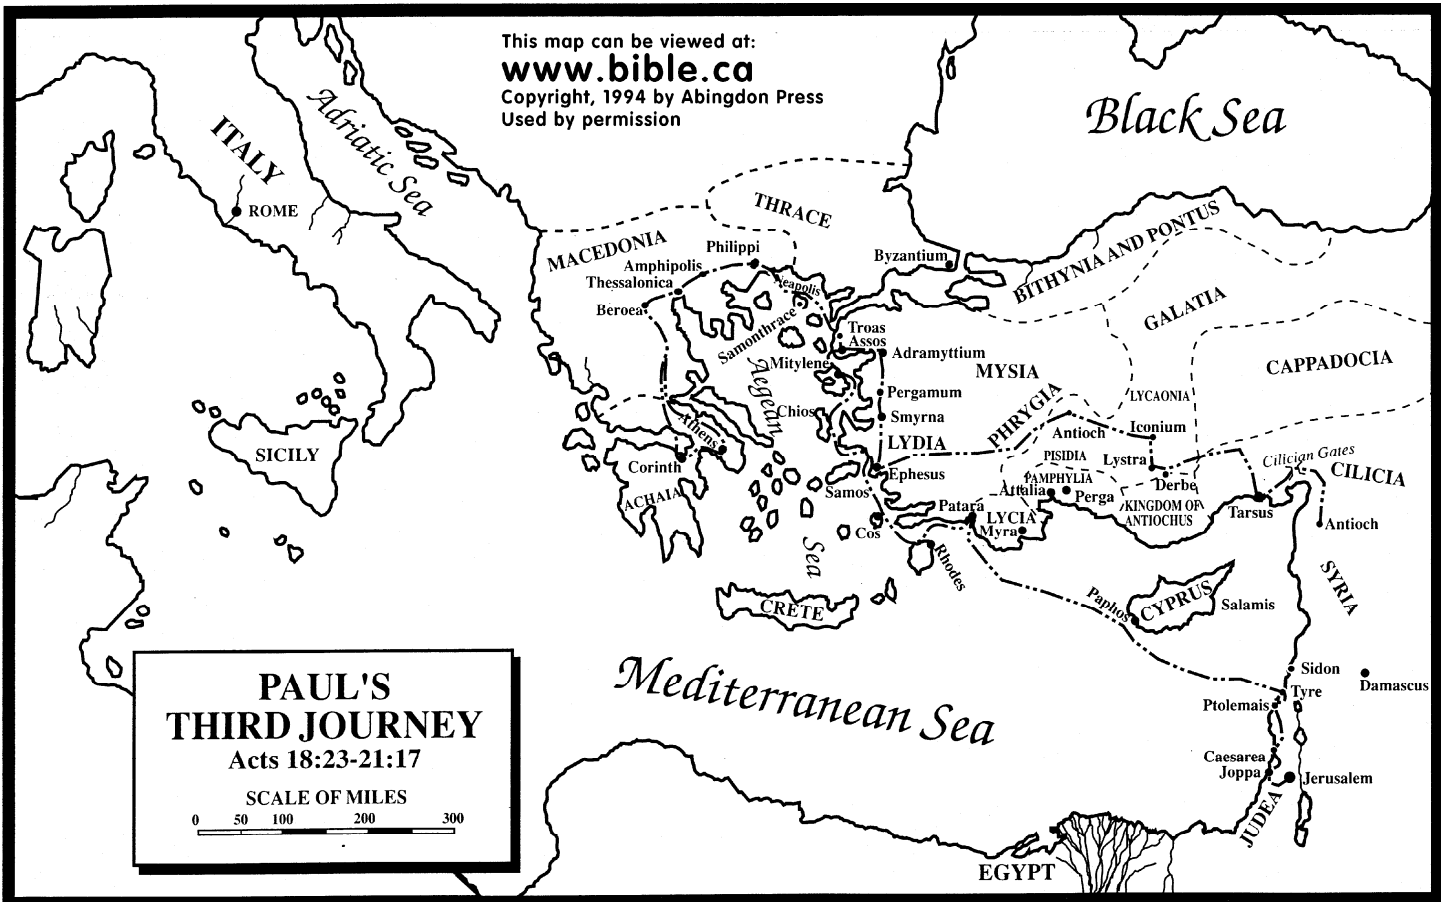 This map can be viewed at:
www.bible.ca
Copyright, 1994 by Abingdon Press
Used by permission
Black Sea
Adriatic Sea
ITALY
ROME
THRACE
MACEDONIA
Philippi
Byzantium
BITHYNIA AND PONTUS
Amphipolis
Thessalonica
Neapolis
Beroea
GALATIA
Samonthrace
Troas
Assos
Adramyttium
CAPPADOCIA
Mitylene
MYSIA
Aegean
Sea
Pergamum
LYCAONIA
Chios
Smyrna
PHRYGIA
Athens
LYDIA
Antioch
Iconium
SICILY
Corinth
PISIDIA
Lystra
Cilician Gates
CILICIA
Ephesus
PAMPHYLIA
Derbe
ACHAIA
Samos
Attalia
Perga
KINGDOM OF
ANTIOCHUS
Tarsus
Patara
LYCIA
Myra
Antioch
Cos
Rhodes
SYRIA
CRETE
Paphos
CYPRUS
Salamis
Mediterranean Sea
Sidon
Damascus
Tyre
Ptolemais
Caesarea
Joppa
Jerusalem
JUDEA
EGYPT
PAUL'S
THIRD JOURNEY
Acts 18:23-21:17
SCALE OF MILES
0 50 100 200 300